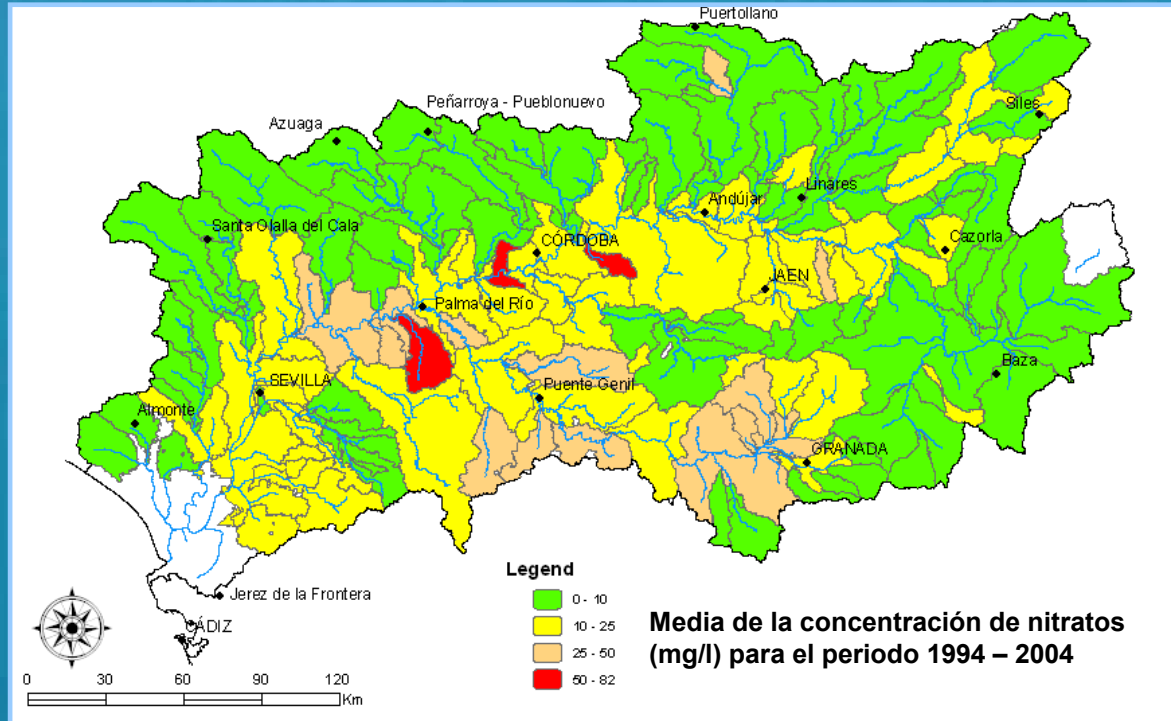 Puertollano
Peñarroya - Pueblonuevo
Azuaga
Siles
Linares
Andújar
Santa Olalla del Cala
CÓRDOBA
Cazorla
JAEN
Palma del Río
Baza
SEVILLA
Puente Genil
Almonte
GRANADA
Legend
0 - 10
10 - 25
25 - 50
50 - 82
Media de la concentración de nitratos
(mg/l) para el periodo 1994 – 2004
Jerez de la Frontera
CÁDIZ
0 30 60 90 120
Km